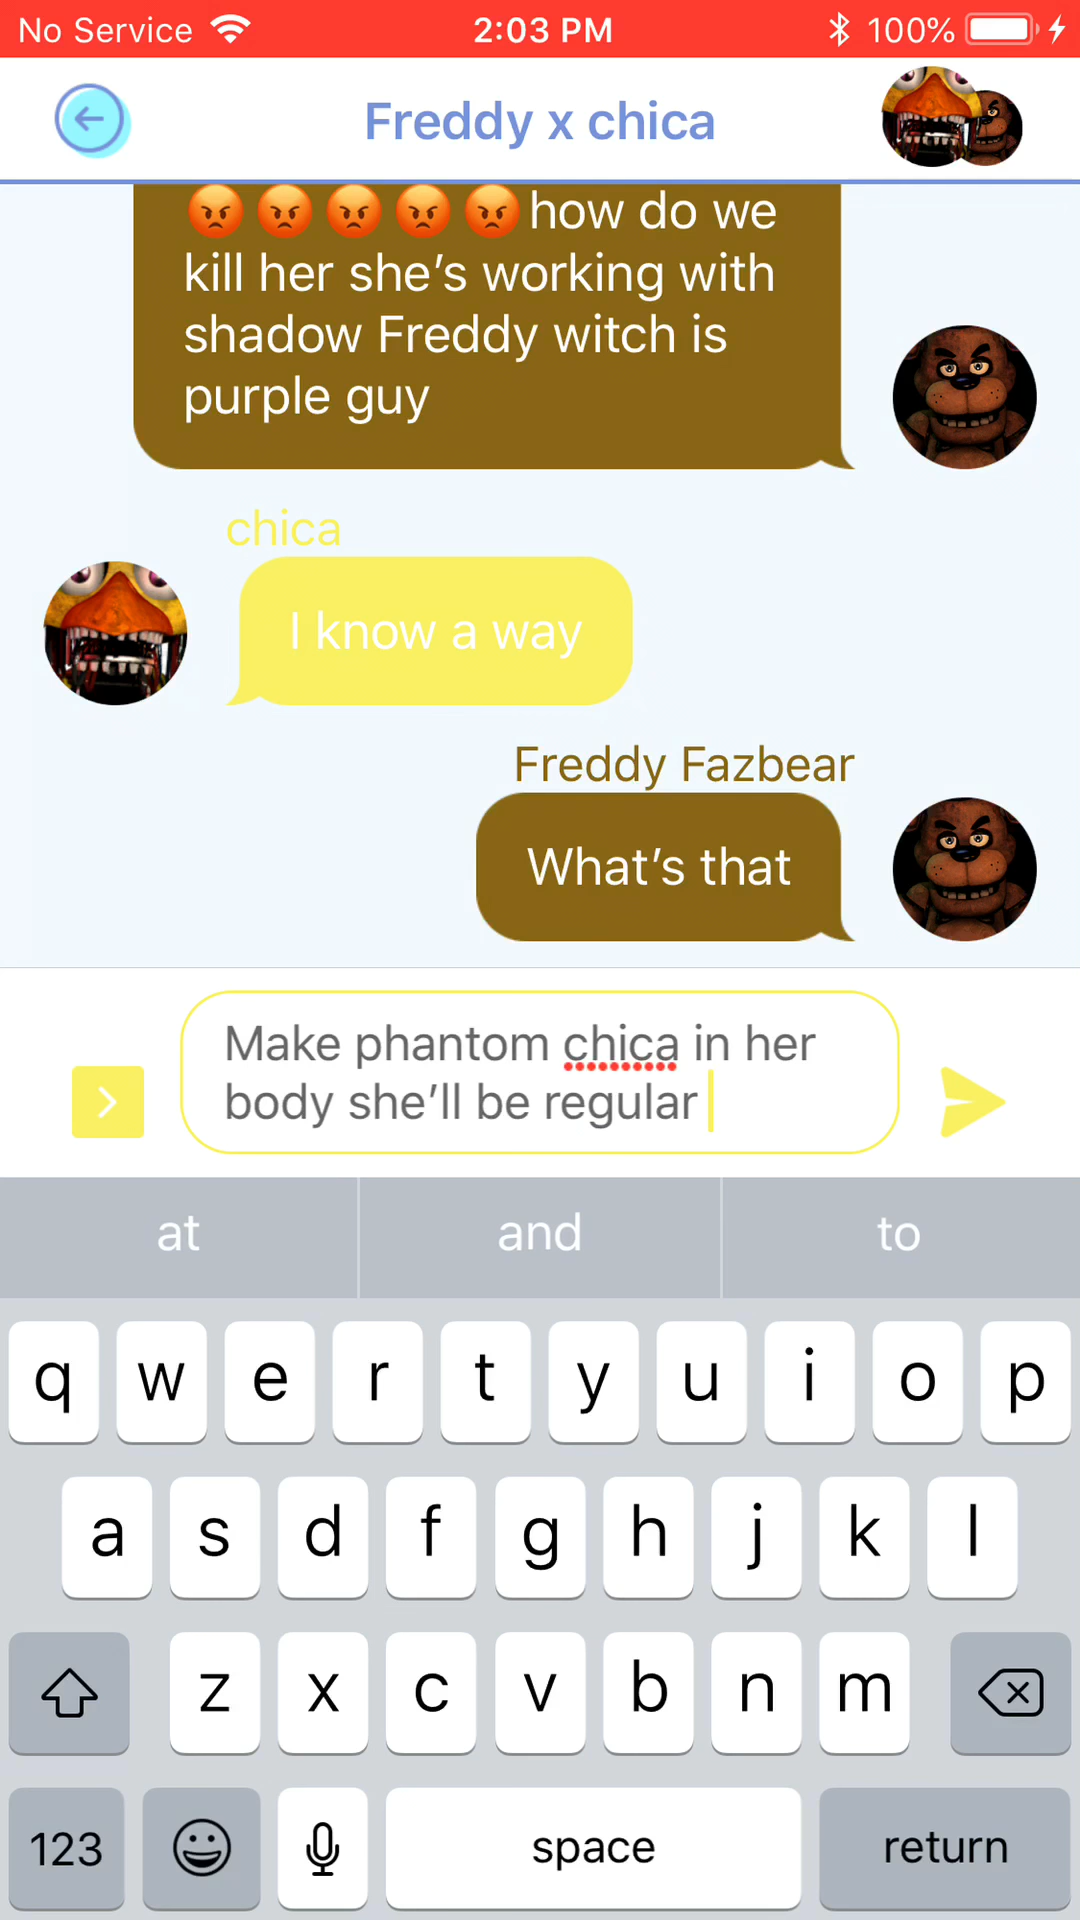 No Service 2:03 PM 100%
Freddy x chica
😡😡😡😡😡how do we
kill her she’s working with
shadow Freddy witch is
purple guy
chica
I know a way
Freddy Fazbear
What’s that
Make phantom chica in her
body she’ll be regular
at and to
q w e r t y u i o p
a s d f g h j k l
z x c v b n m
123 space return